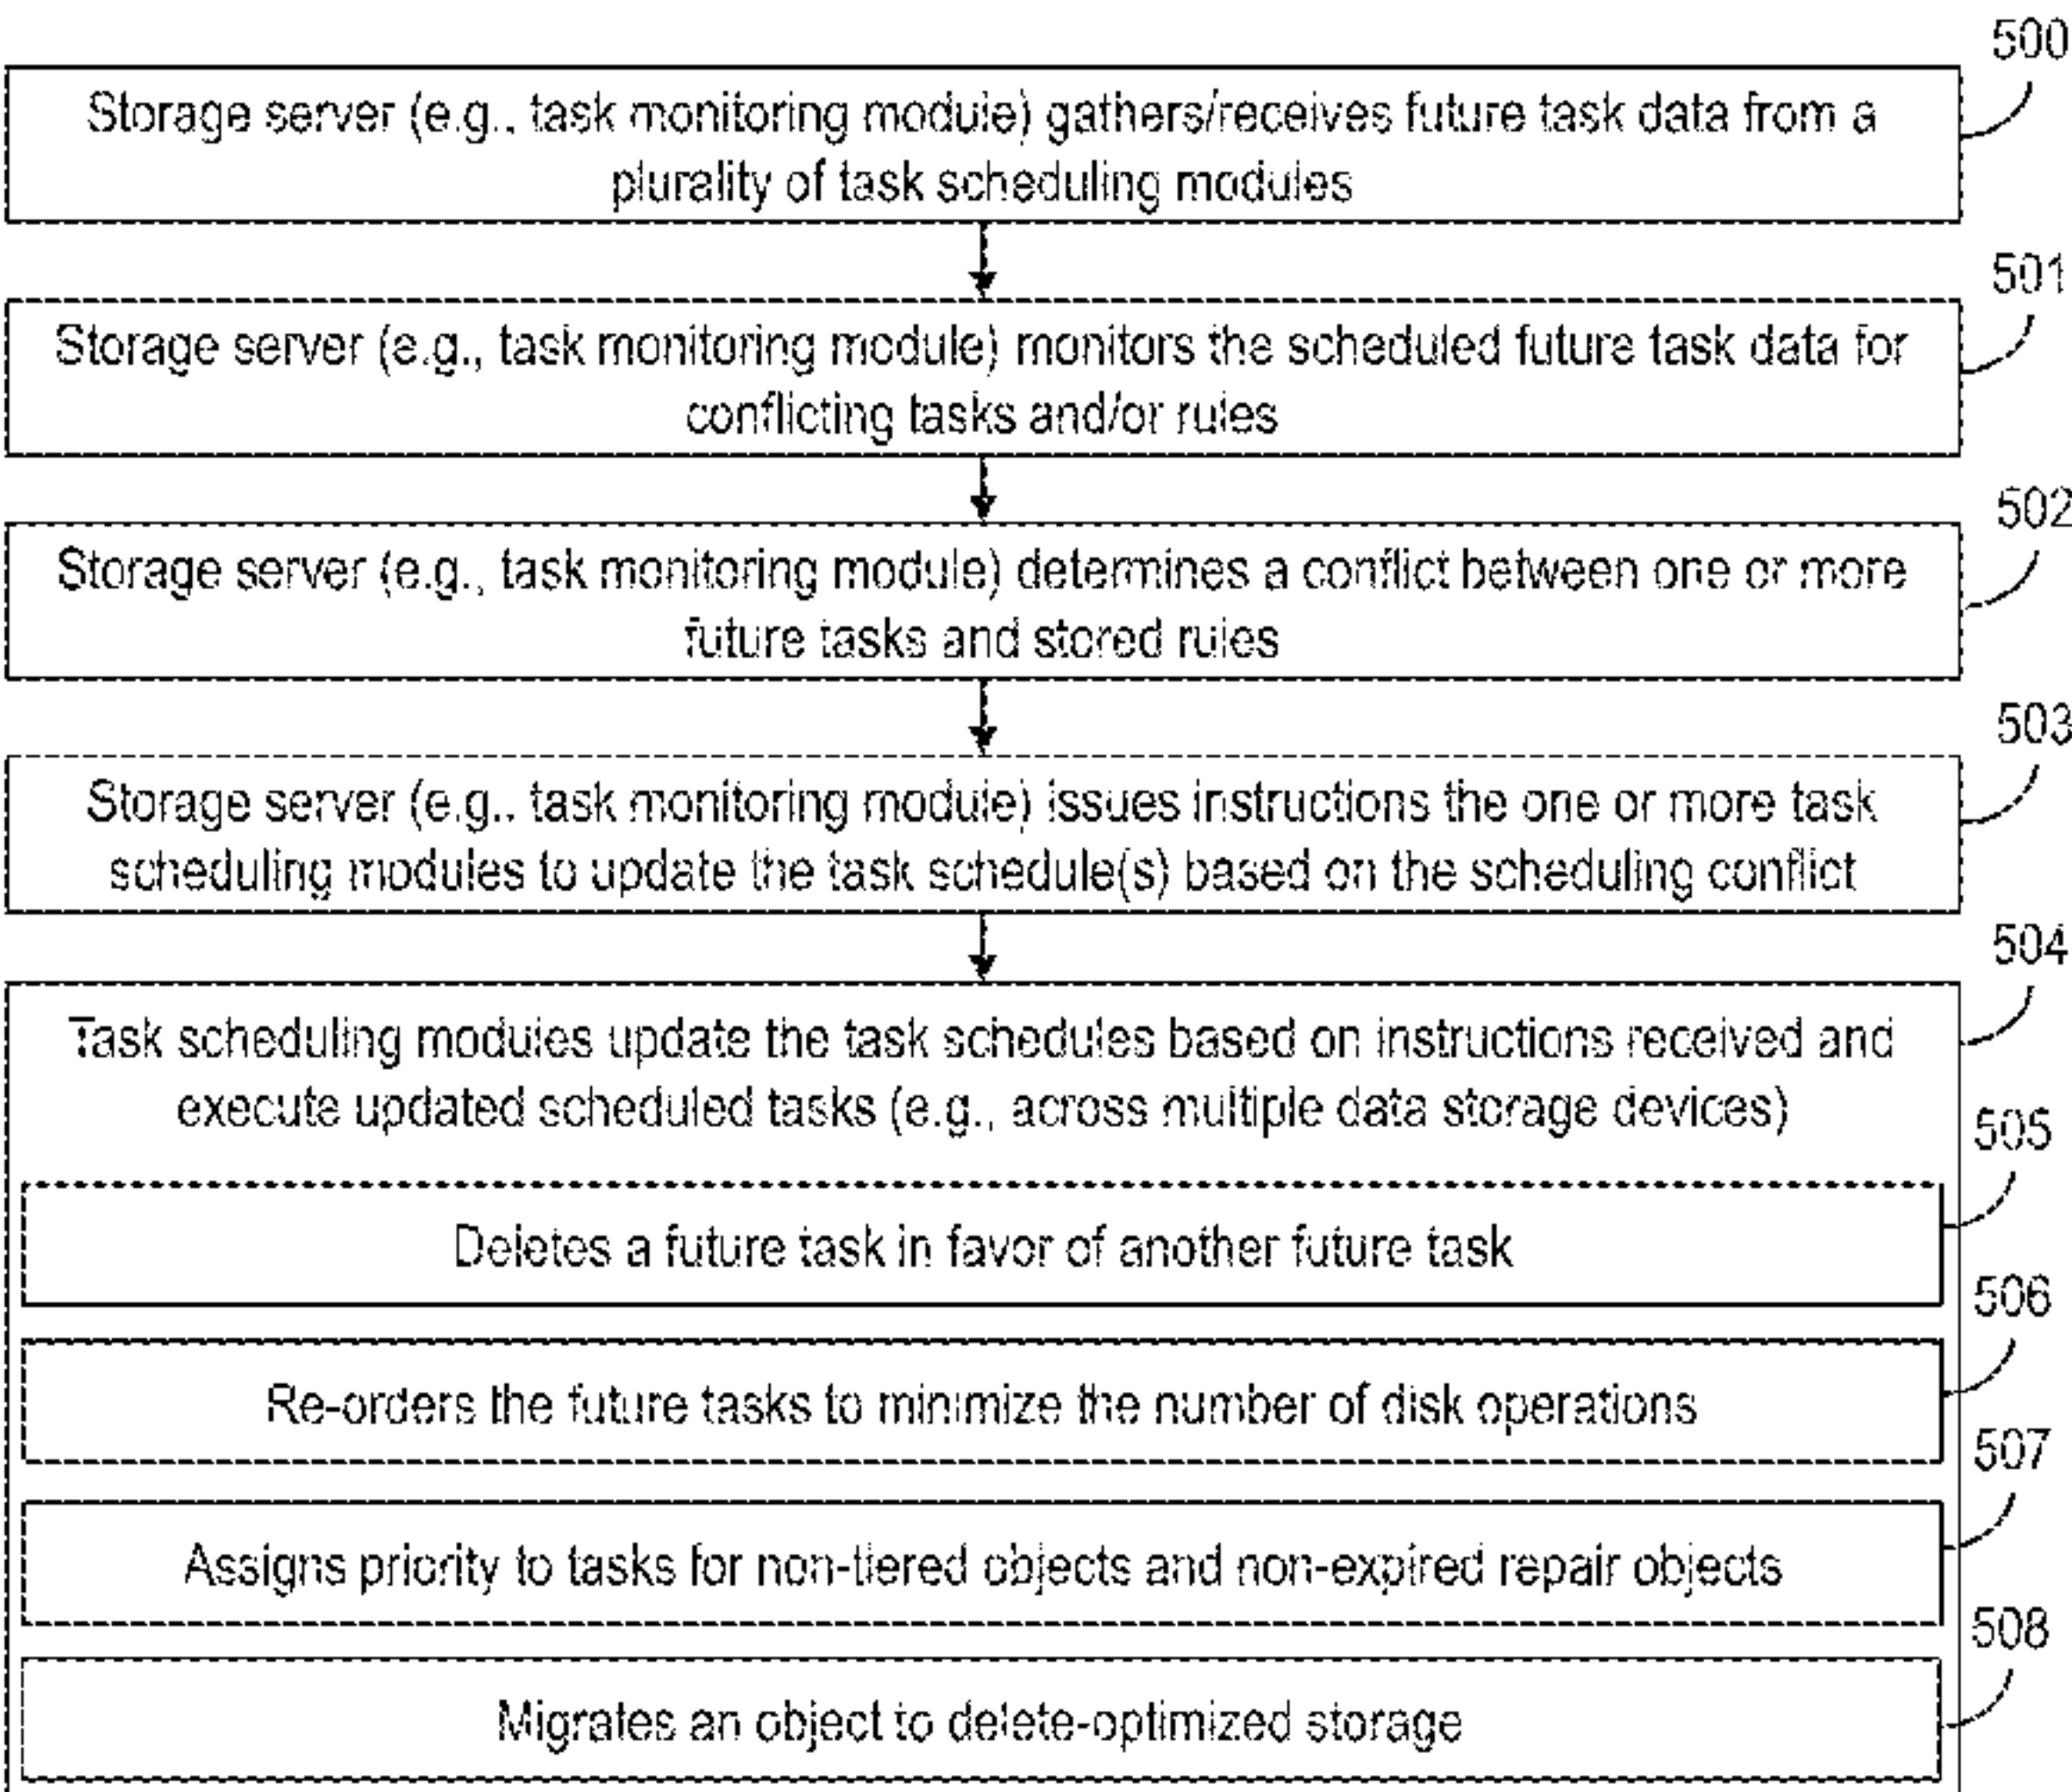 500
Storage server (e.g., task monitoring module) gathers/receives future task data from a
plurality of task scheduling modules
501
Storage server (e.g., task monitoring module) monitors the scheduled future task data for
conflicting tasks and/or rules
502
Storage server (e.g., task monitoring module) determines a conflict between one or more
future tasks and stored rules
503
Storage server (e.g., task monitoring module) issues instructions the one or more task
scheduling modules to update the task schedule(s) based on the scheduling conflict
504
Task scheduling modules update the task schedules based on instructions received and
execute updated scheduled tasks (e.g., across multiple data storage devices)
505
Deletes a future task in favor of another future task
506
Re-orders the future tasks to minimize the number of disk operations
507
Assigns priority to tasks for non-tiered objects and non-expired repair objects
508
Migrates an object to delete-optimized storage